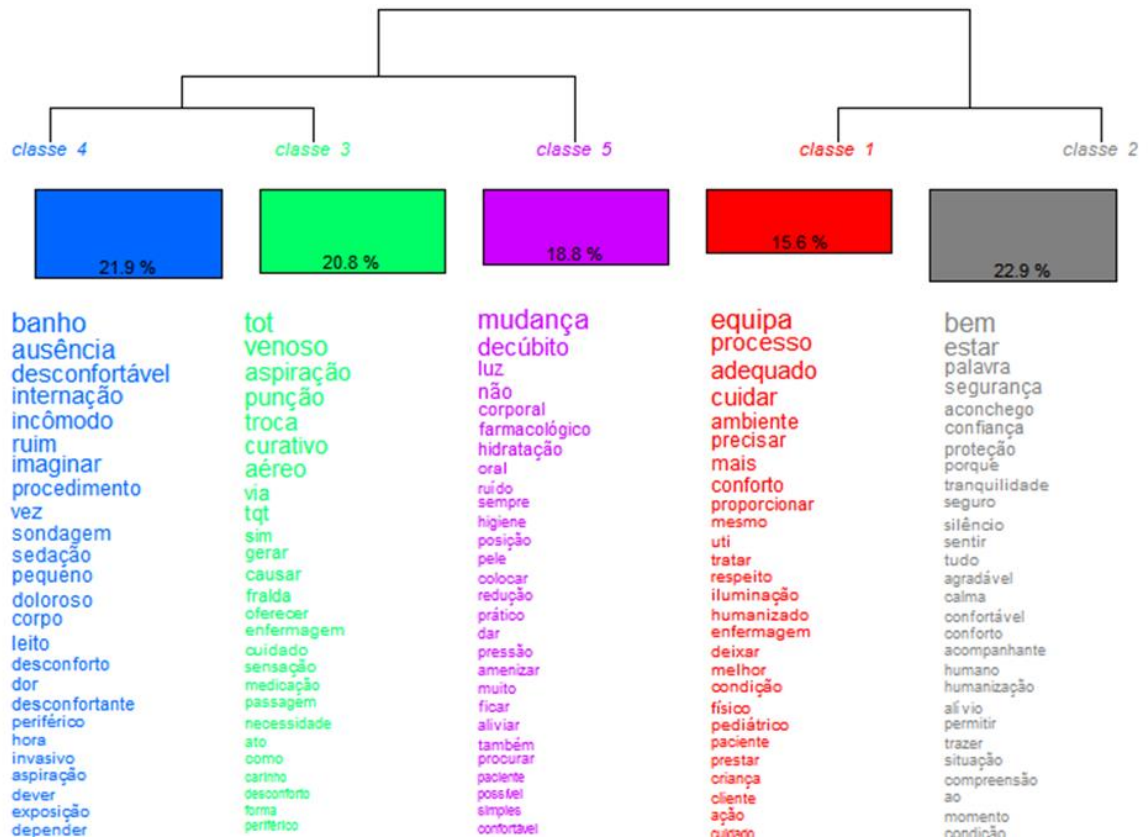 classe 4
classe 3
classe 5
classe 1
classe 2
21.9 %
20.8 %
18.8 %
15.6 %
22.9 %
banho
ausência
desconfortável
internação
incômodo
ruim
imaginar
procedimento
vez
sondagem
sedação
pequeno
doloroso
corpo
leito
desconforto
dor
desconfortante
periférico
hora
invasivo
aspiração
dever
exposição
depender
tot
venoso
aspiração
punção
troca
curativo
aéreo
via
tqt
sim
gerar
causar
fralda
oferecer
enfermagem
cuidado
sensação
medicação
passagem
necessidade
ato
como
carinho
desconforto
forma
periférico
mudança
decúbito
luz
não
corporal
farmacológico
hidratação
oral
ruído
sempre
higiene
posição
pele
colocar
redução
prático
dar
pressão
amenizar
muito
ficar
aliviar
também
procurar
paciente
possível
simples
confortável
equipa
processo
adequado
cuidar
ambiente
precisar
mais
conforto
proporcionar
mesmo
uti
tratar
respeito
iluminação
humanizado
enfermagem
deixar
melhor
condição
físico
pediátrico
paciente
prestar
criança
cliente
ação
cuidado
bem
estar
palavra
segurança
aconchego
confiança
proteção
porque
tranquilidade
seguro
silêncio
sentir
tudo
agradável
calma
confortável
conforto
acompanhante
humano
humanização
alívio
permitir
trazer
situação
compreensão
ao
momento
condição